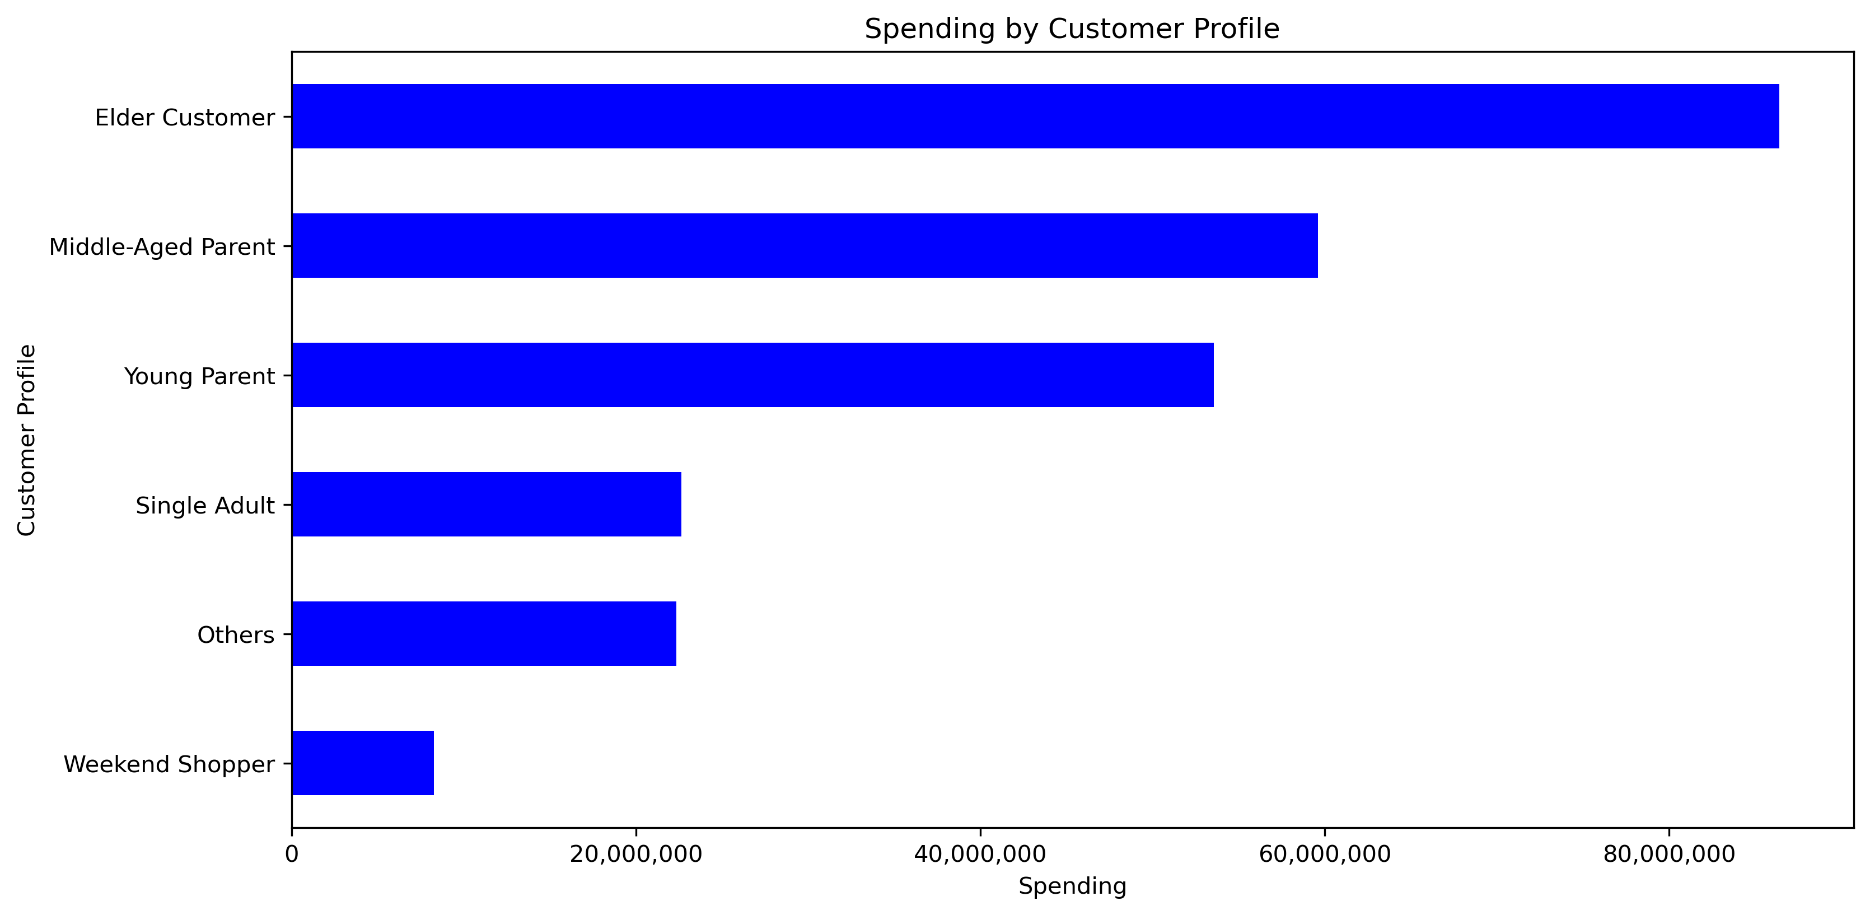 Spending by Customer Profile
Customer Profile
Elder Customer
Middle-Aged Parent
Young Parent
Single Adult
Others
Weekend Shopper
0 20,000,000 40,000,000 60,000,000 80,000,000
Spending